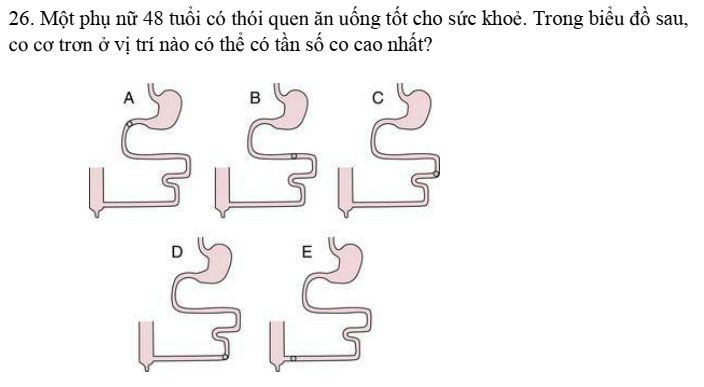 26. Một phụ nữ 48 tuổi có thói quen ăn uống tốt cho sức khoẻ. Trong biểu đồ sau,
co cơ trơn ở vị trí nào có thể có tần số co cao nhất?
A B C
D E